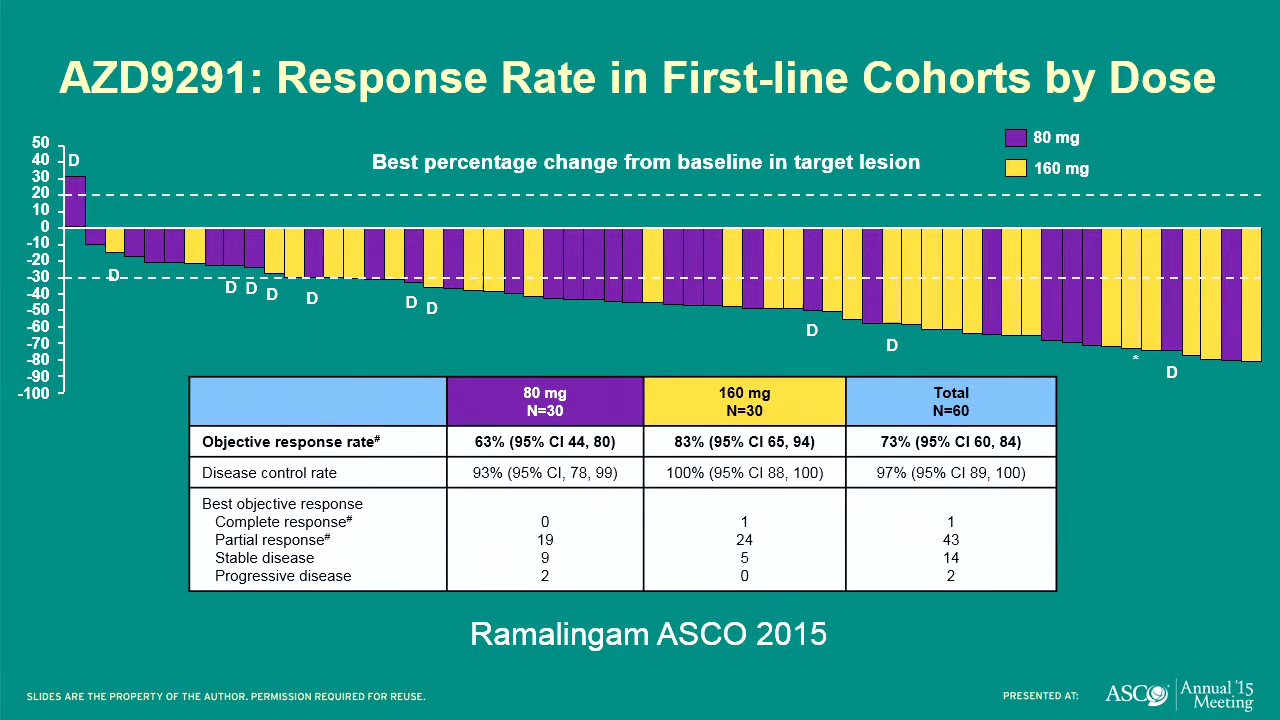 AZD9291: Response Rate in First-line Cohorts by Dose
80 mg
160 mg
Best percentage change from baseline in target lesion
50
40
30
20
10
0
-10
-20
-30
-40
-50
-60
-70
-80
-90
-100
D
D
D D D D D D
D
D
*
D
80 mg 160 mg Total
N=30 N=30 N=60
Objective response rate# 63% (95% CI 44, 80) 83% (95% CI 65, 94) 73% (95% CI 60, 84)
Disease control rate 93% (95% CI, 78, 99) 100% (95% CI 88, 100) 97% (95% CI 89, 100)
Best objective response
Complete response# 0 1 1
Partial response# 19 24 43
Stable disease 9 5 14
Progressive disease 2 0 2
Ramalingam ASCO 2015
SLIDES ARE THE PROPERTY OF THE AUTHOR. PERMISSION REQUIRED FOR REUSE.
PRESENTED AT:
ASCO
Annual '15
Meeting